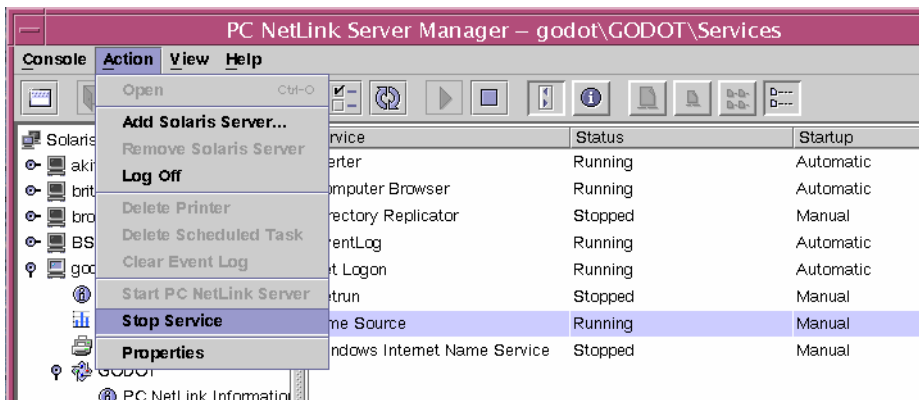 PC NetLink Server Manager – godot\GODOT\Services
Console Action View Help
Open Ctrl-O
Add Solaris Server...
Remove Solaris Server
Log Off
Delete Printer
Delete Scheduled Task
Clear Event Log
Start PC NetLink Server
Stop Service
Properties
Solaris
aki
brit
bro
BS
god
GODOT
PC NetLink Informatio
rvice Status Startup
erter Running Automatic
omputer Browser Running Automatic
rectory Replicator Stopped Manual
ventLog Running Automatic
et Logon Running Automatic
etrun Stopped Manual
me Source Running Manual
ndows Internet Name Service Stopped Manual